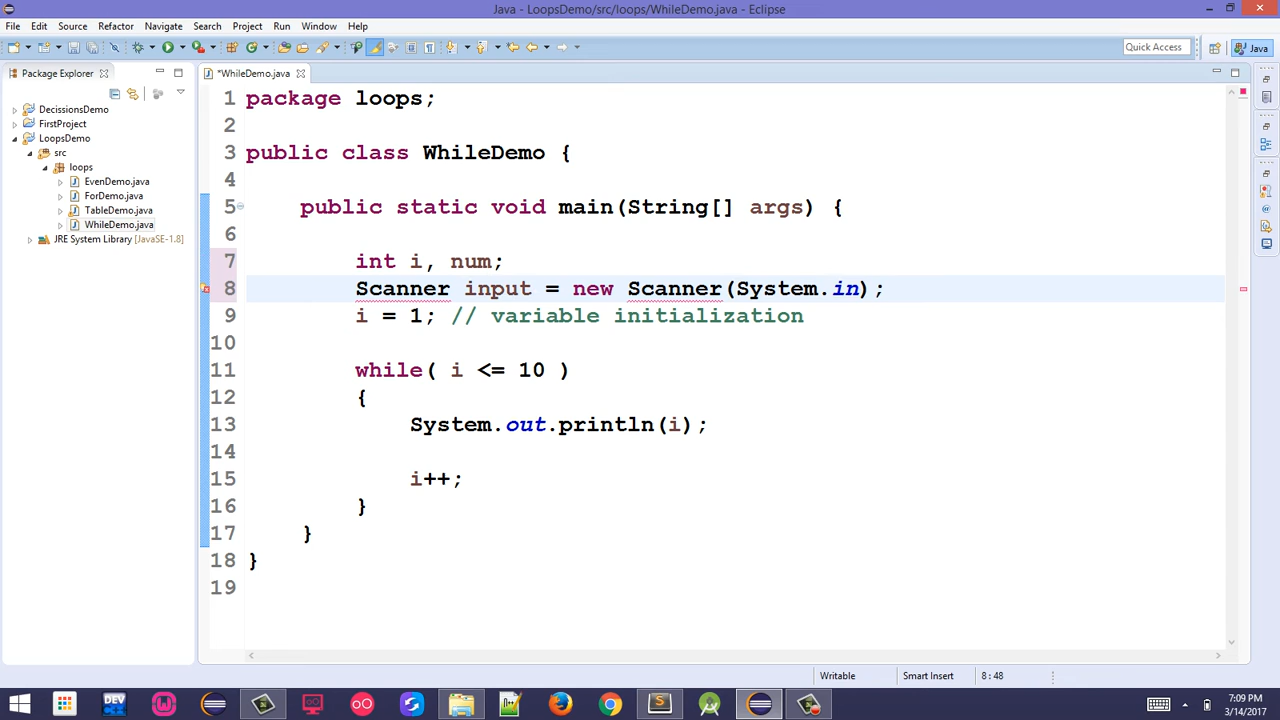 Java - LoopsDemo/src/loops/WhileDemo.java - Eclipse
File Edit Source Refactor Navigate Search Project Run Window Help
Quick Access
Java
Package Explorer
*WhileDemo.java
DecissionsDemo
FirstProject
LoopsDemo
src
loops
EvenDemo.java
ForDemo.java
TableDemo.java
WhileDemo.java
JRE System Library [JavaSE-1.8]
1 package loops;
2
3 public class WhileDemo {
4
5 public static void main(String[] args) {
6
7 int i, num;
8 Scanner input = new Scanner(System.in);
9 i = 1; // variable initialization
10
11 while( i <= 10 )
12 {
13 System.out.println(i);
14
15 i++;
16 }
17 }
18 }
19
Writable Smart Insert 8 : 48
DEV
7:09 PM
3/14/2017